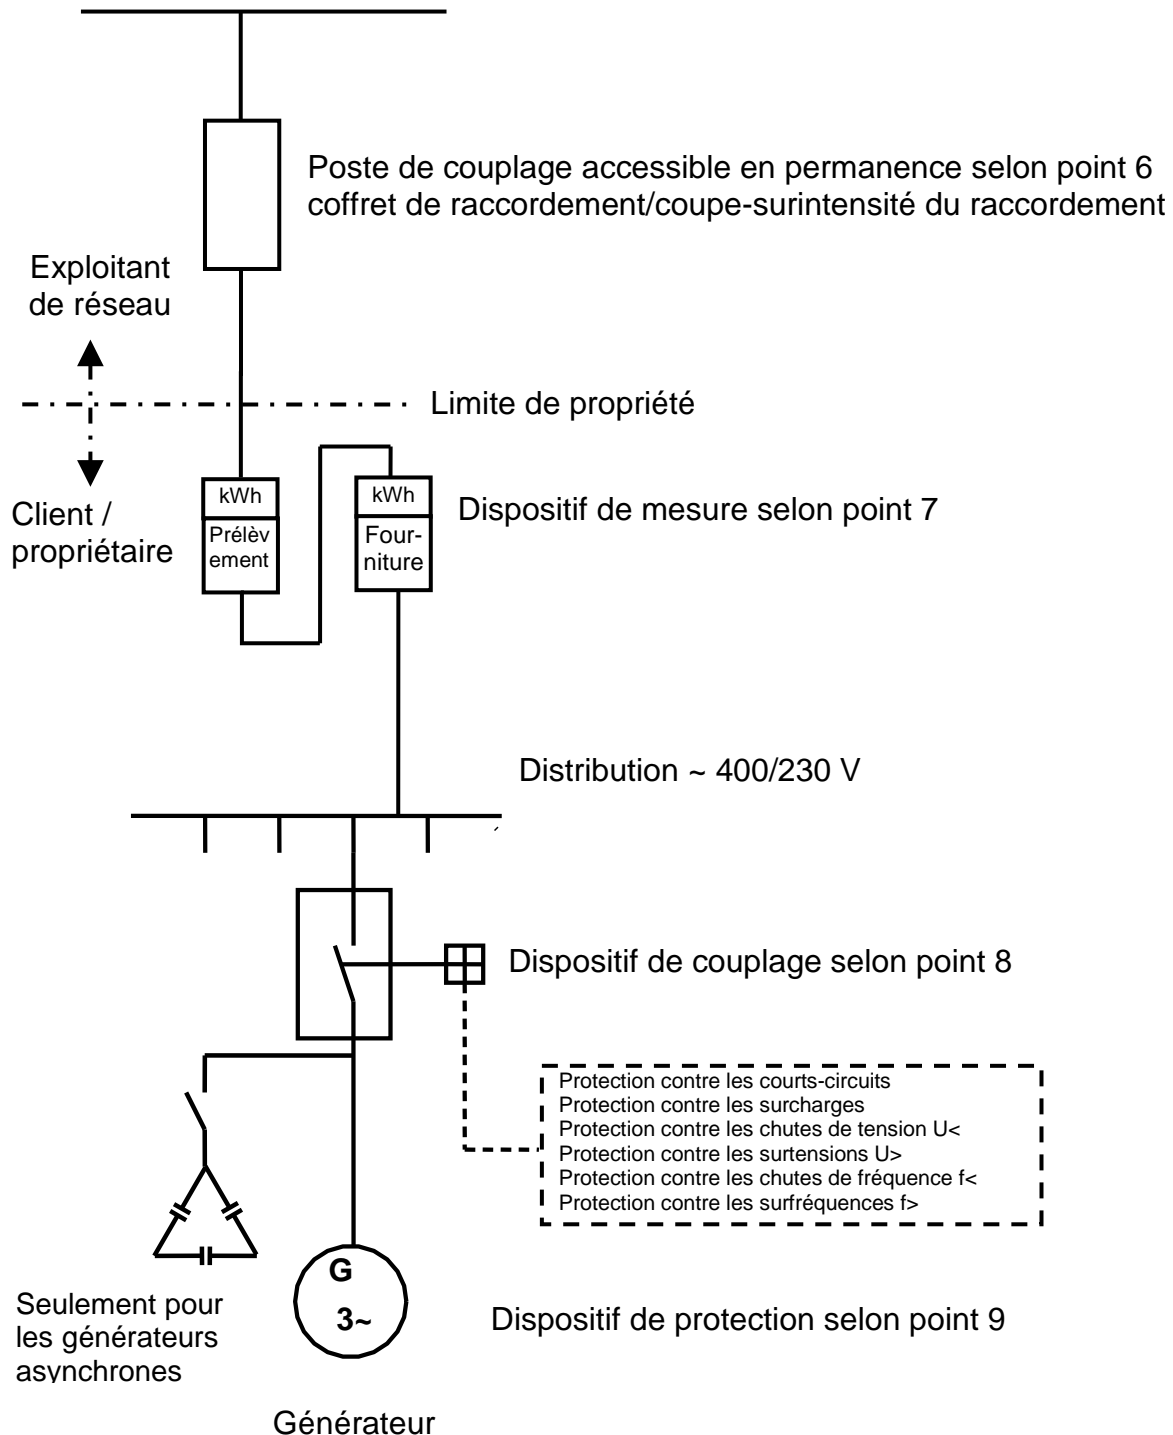 Poste de couplage accessible en permanence selon point 6
coffret de raccordement/coupe-surintensité du raccordement
Exploitant
de réseau
Limite de propriété
Client /
propriétaire
kWh
Prélèv
ement
kWh
Four-
niture
Dispositif de mesure selon point 7
Distribution ~ 400/230 V
Dispositif de couplage selon point 8
Protection contre les courts-circuits
Protection contre les surcharges
Protection contre les chutes de tension U<
Protection contre les surtensions U>
Protection contre les chutes de fréquence f<
Protection contre les surfréquences f>
G
3~
Seulement pour
les générateurs
asynchrones
Dispositif de protection selon point 9
Générateur